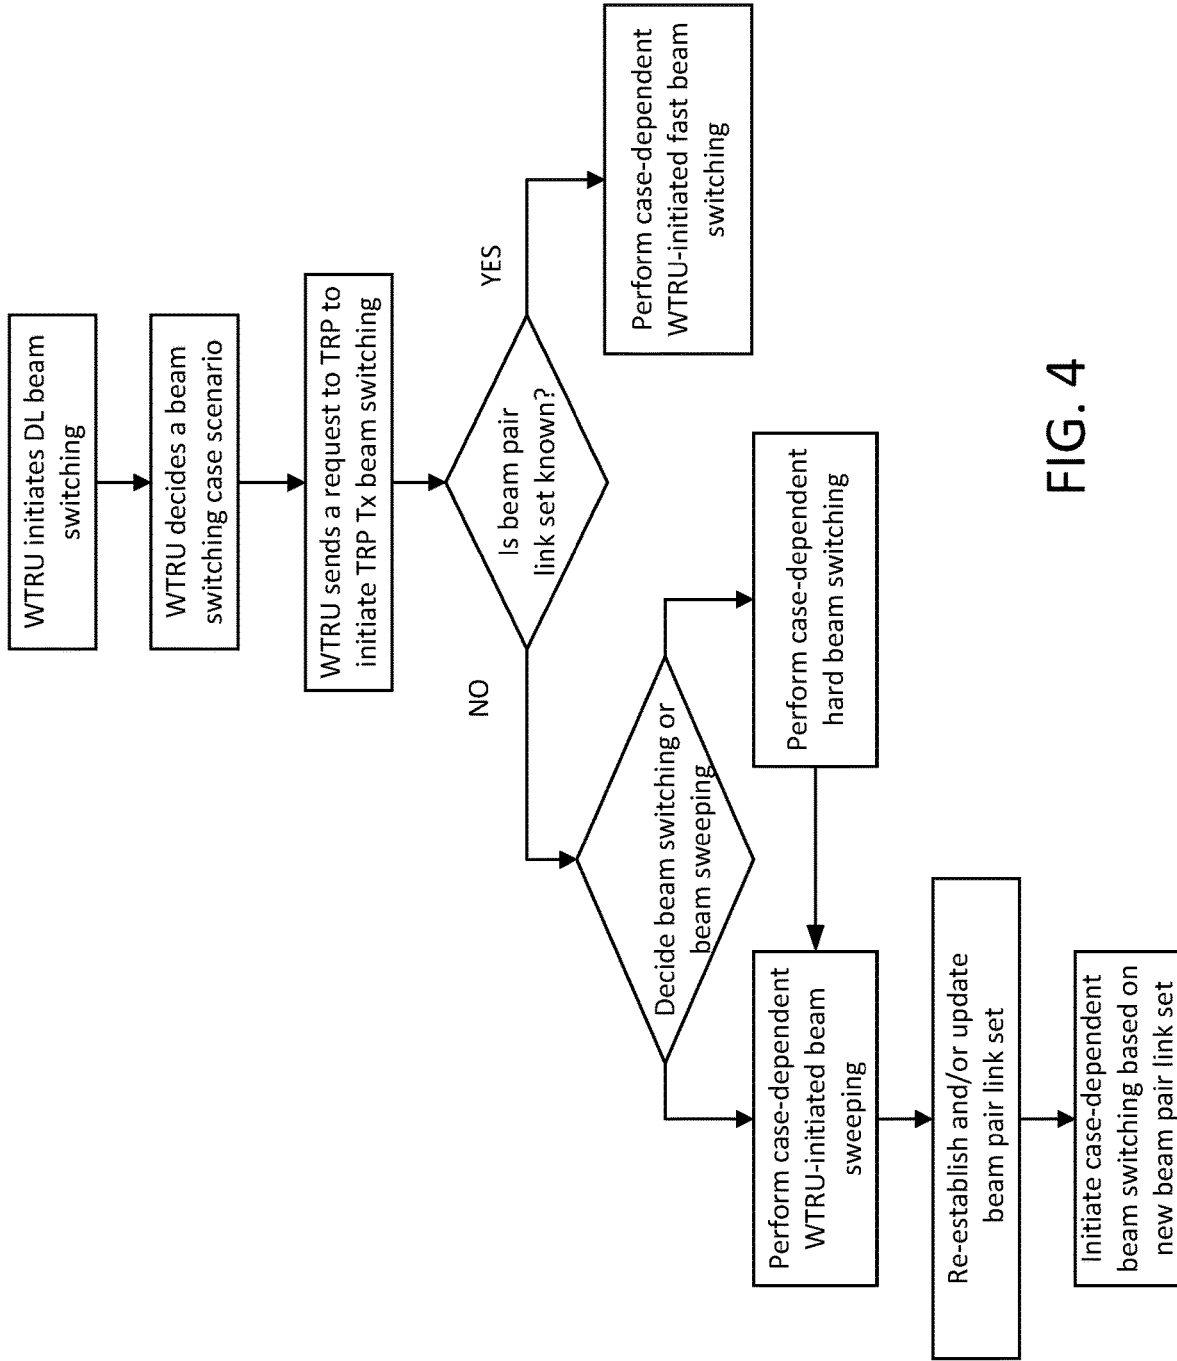 WTRU initiates DL beam
switching
WTRU decides a beam
switching case scenario
WTRU sends a request to TRP to
initiate TRP Tx beam switching
Is beam pair
link set known?
YES
NO
Perform case-dependent
WTRU-initiated fast beam
switching
Decide beam switching or
beam sweeping
Perform case-dependent
hard beam switching
Perform case-dependent
WTRU-initiated beam
sweeping
Re-establish and/or update
beam pair link set
Initiate case-dependent
beam switching based on
new beam pair link set
FIG. 4